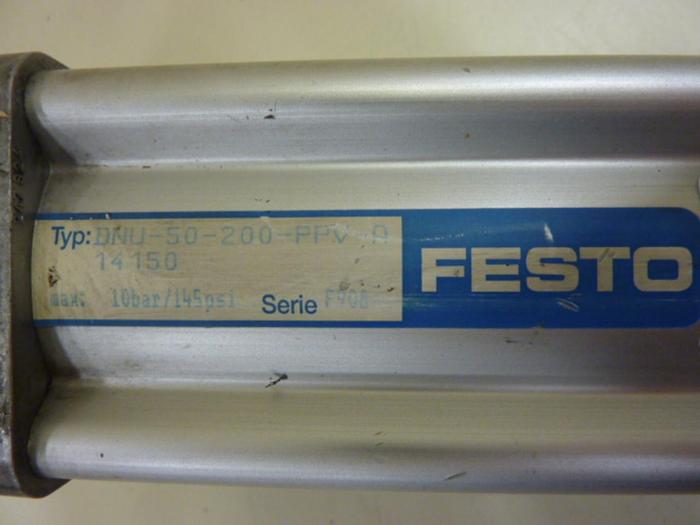 Typ: DNU-50-200-PPV-A
14150
max: 10bar/145psi Serie F908
FESTO